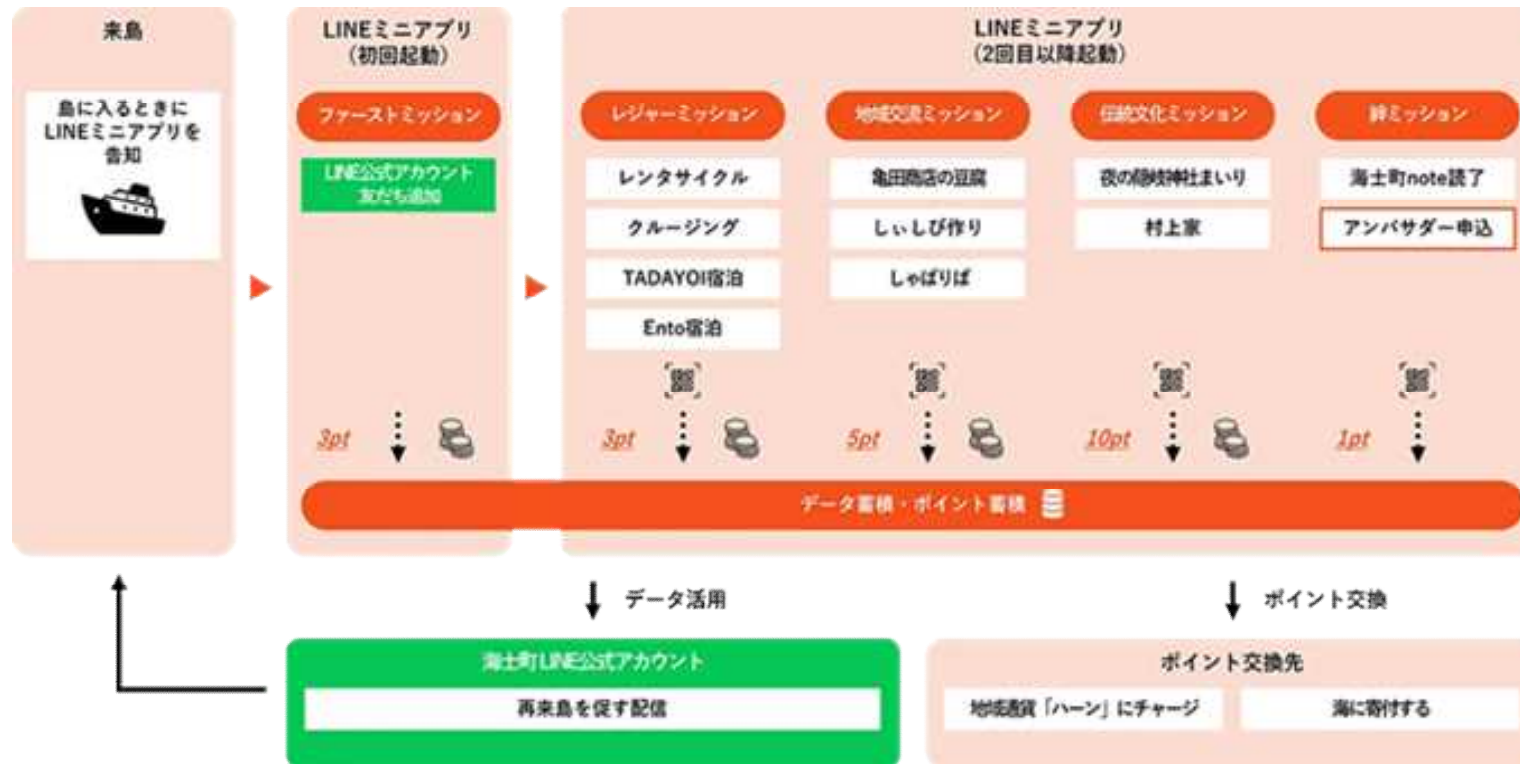 来島
島に入るときに
LINEミニアプリを
告知
LINEミニアプリ
（初回起動）
ファーストミッション
LINE公式アカウント
友だち追加
3pt
LINEミニアプリ
（2回目以降起動）
レジャーミッション
レンタサイクル
クルージング
TADAYOI宿泊
Ento宿泊
3pt
地域交流ミッション
亀田商店の豆腐
しぃしび作り
しゃばりば
5pt
伝統文化ミッション
夜の隠岐神社まいり
村上家
10pt
絆ミッション
海士町note読了
アンバサダー申込
1pt
データ蓄積・ポイント蓄積
データ活用
ポイント交換
海士町LINE公式アカウント
再来島を促す配信
ポイント交換先
地域通貨「ハーン」にチャージ
海に寄付する